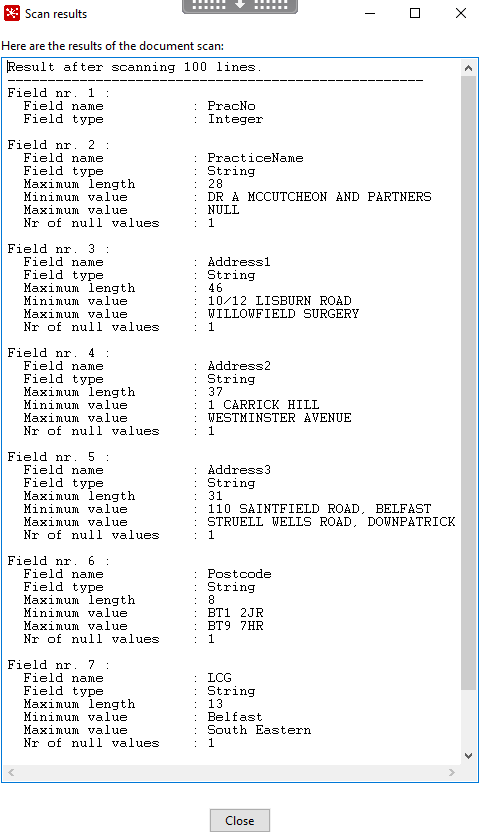 Scan results
Here are the results of the document scan:
Result after scanning 100 lines.
----------------------------------------------------
Field nr. 1 :
Field name : PracNo
Field type : Integer
Field nr. 2 :
Field name : PracticeName
Field type : String
Maximum length : 28
Minimum value : DR A MCCUTCHEON AND PARTNERS
Maximum value : NULL
Nr of null values : 1
Field nr. 3 :
Field name : Address1
Field type : String
Maximum length : 46
Minimum value : 10/12 LISBURN ROAD
Maximum value : WILLOWFIELD SURGERY
Nr of null values : 1
Field nr. 4 :
Field name : Address2
Field type : String
Maximum length : 37
Minimum value : 1 CARRICK HILL
Maximum value : WESTMINSTER AVENUE
Nr of null values : 1
Field nr. 5 :
Field name : Address3
Field type : String
Maximum length : 31
Minimum value : 110 SAINTFIELD ROAD, BELFAST
Maximum value : STRUELL WELLS ROAD, DOWNPATRICK
Nr of null values : 1
Field nr. 6 :
Field name : Postcode
Field type : String
Maximum length : 8
Minimum value : BT1 2JR
Maximum value : BT9 7HR
Nr of null values : 1
Field nr. 7 :
Field name : LCG
Field type : String
Maximum length : 13
Minimum value : Belfast
Maximum value : South Eastern
Nr of null values : 1
Close